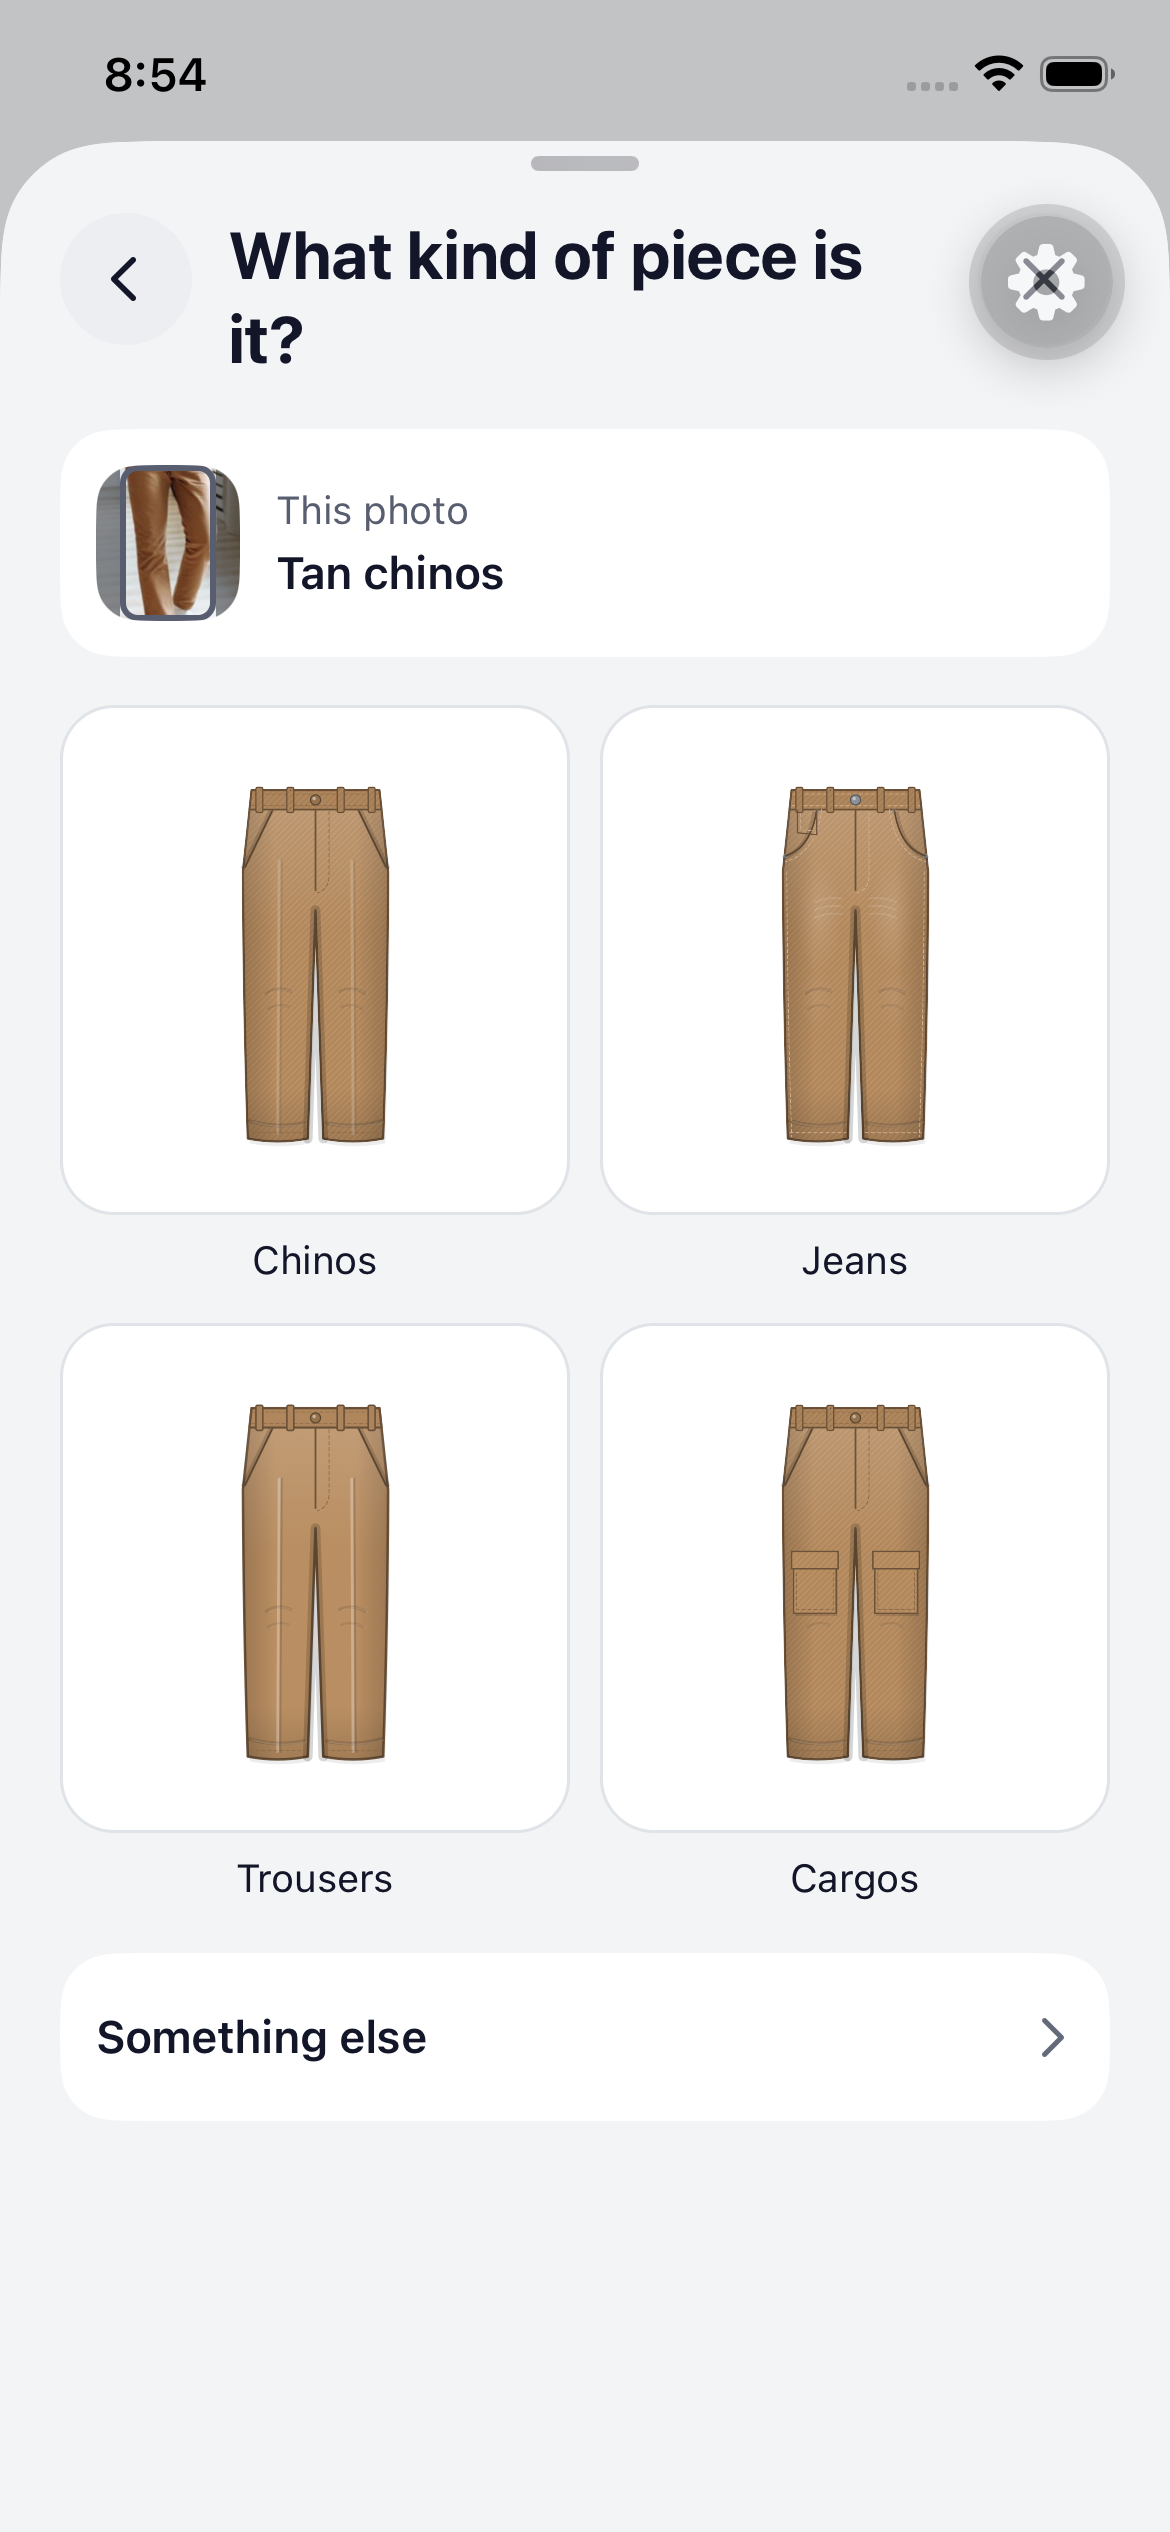 8:54
What kind of piece is
it?
This photo
Tan chinos
Chinos
Jeans
Trousers
Cargos
Something else